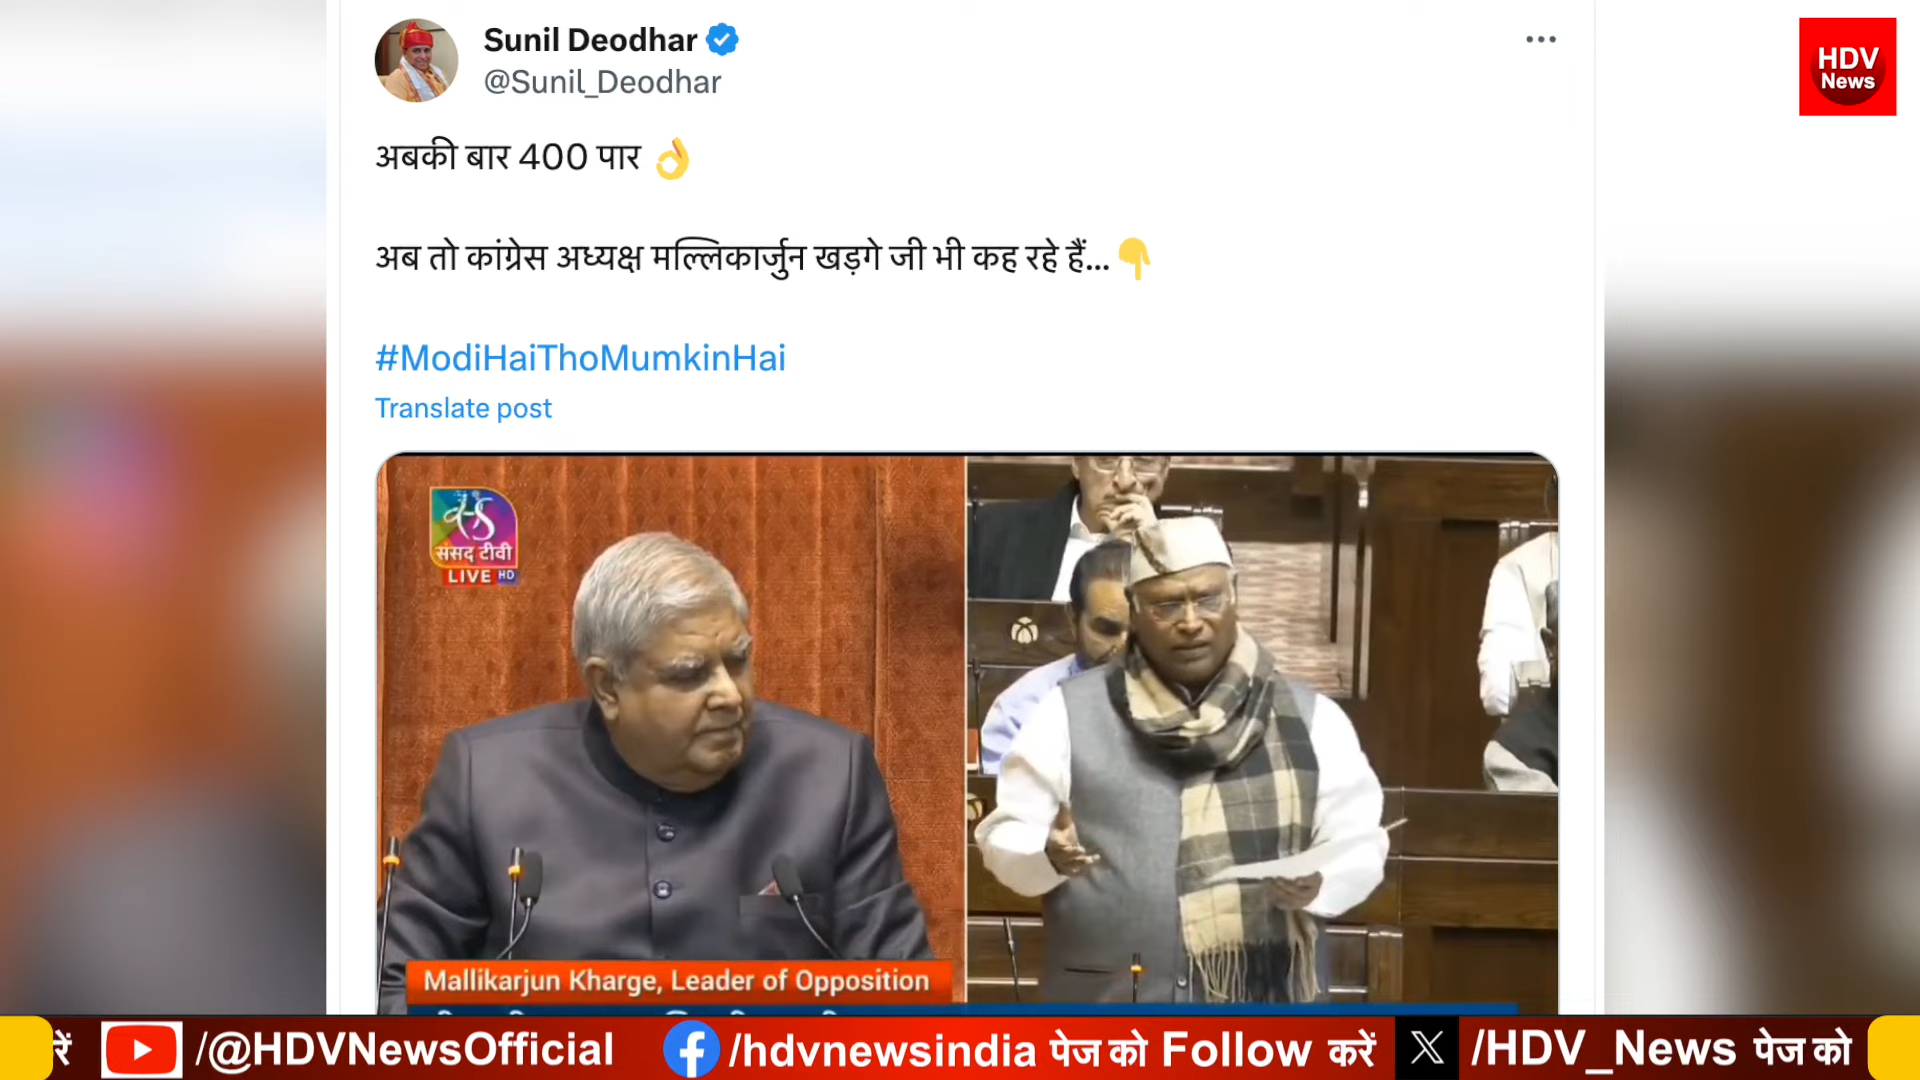 Sunil Deodhar
@Sunil_Deodhar
HDV
News
अबकी बार 400 पार 👌
अब तो कांग्रेस अध्यक्ष मल्लिकार्जुन खड़गे जी भी कह रहे हैं...👇
#ModiHaiThoMumkinHai
Translate post
संसद टीवी
LIVE HD
Mallikarjun Kharge, Leader of Opposition
रें /@HDVNewsOfficial /hdvnewsindia पेज को Follow करें /HDV_News पेज को